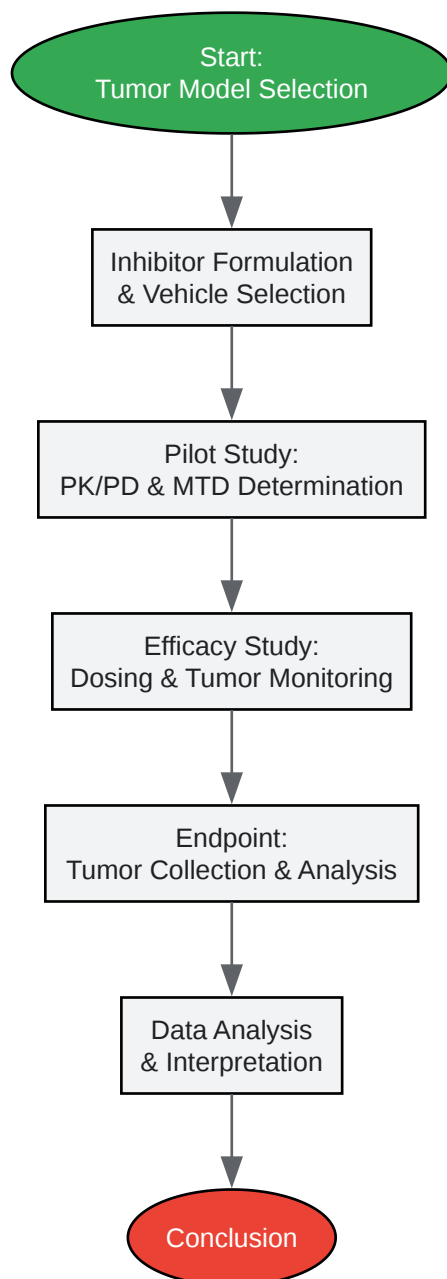 Start:
Tumor Model Selection
Inhibitor Formulation
& Vehicle Selection
Pilot Study:
PK/PD & MTD Determination
Efficacy Study:
Dosing & Tumor Monitoring
Endpoint:
Tumor Collection & Analysis
Data Analysis
& Interpretation
Conclusion